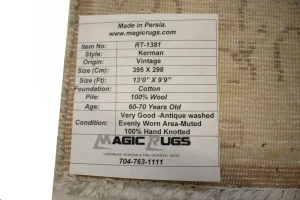 Made in Persia.
www.magicrugs.com
Item No: RT-1381
Style: Kerman
Origin: Vintage
Size (Cm): 395 X 298
Size (Ft): 13'0" X 9'9"
Foundation: Cotton
Pile: 100% Wool
Age: 60-70 Years Old
Condition: Very Good -Antique washed
Evenly Worn Area-Muted
100% Hand Knotted
MAGIC RUGS
704-763-1111